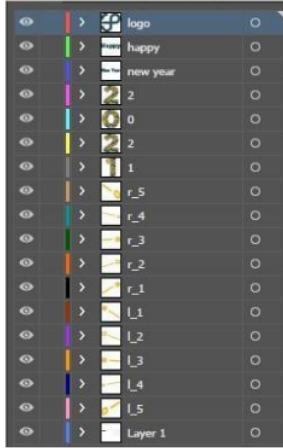 logo
happy
new year
2
0
2
1
r_5
r_4
r_3
r_2
r_1
l_1
l_2
l_3
l_4
l_5
Layer 1